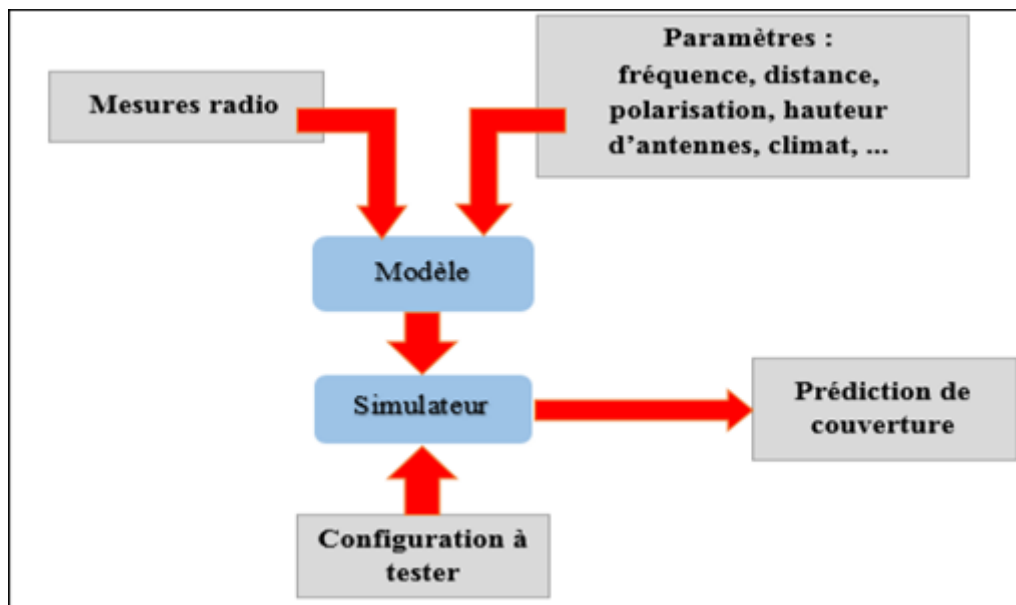 Mesures radio
Paramètres :
fréquence, distance,
polarisation, hauteur
d'antennes, climat, ...
Modèle
Simulateur
Prédiction de
couverture
Configuration à
tester